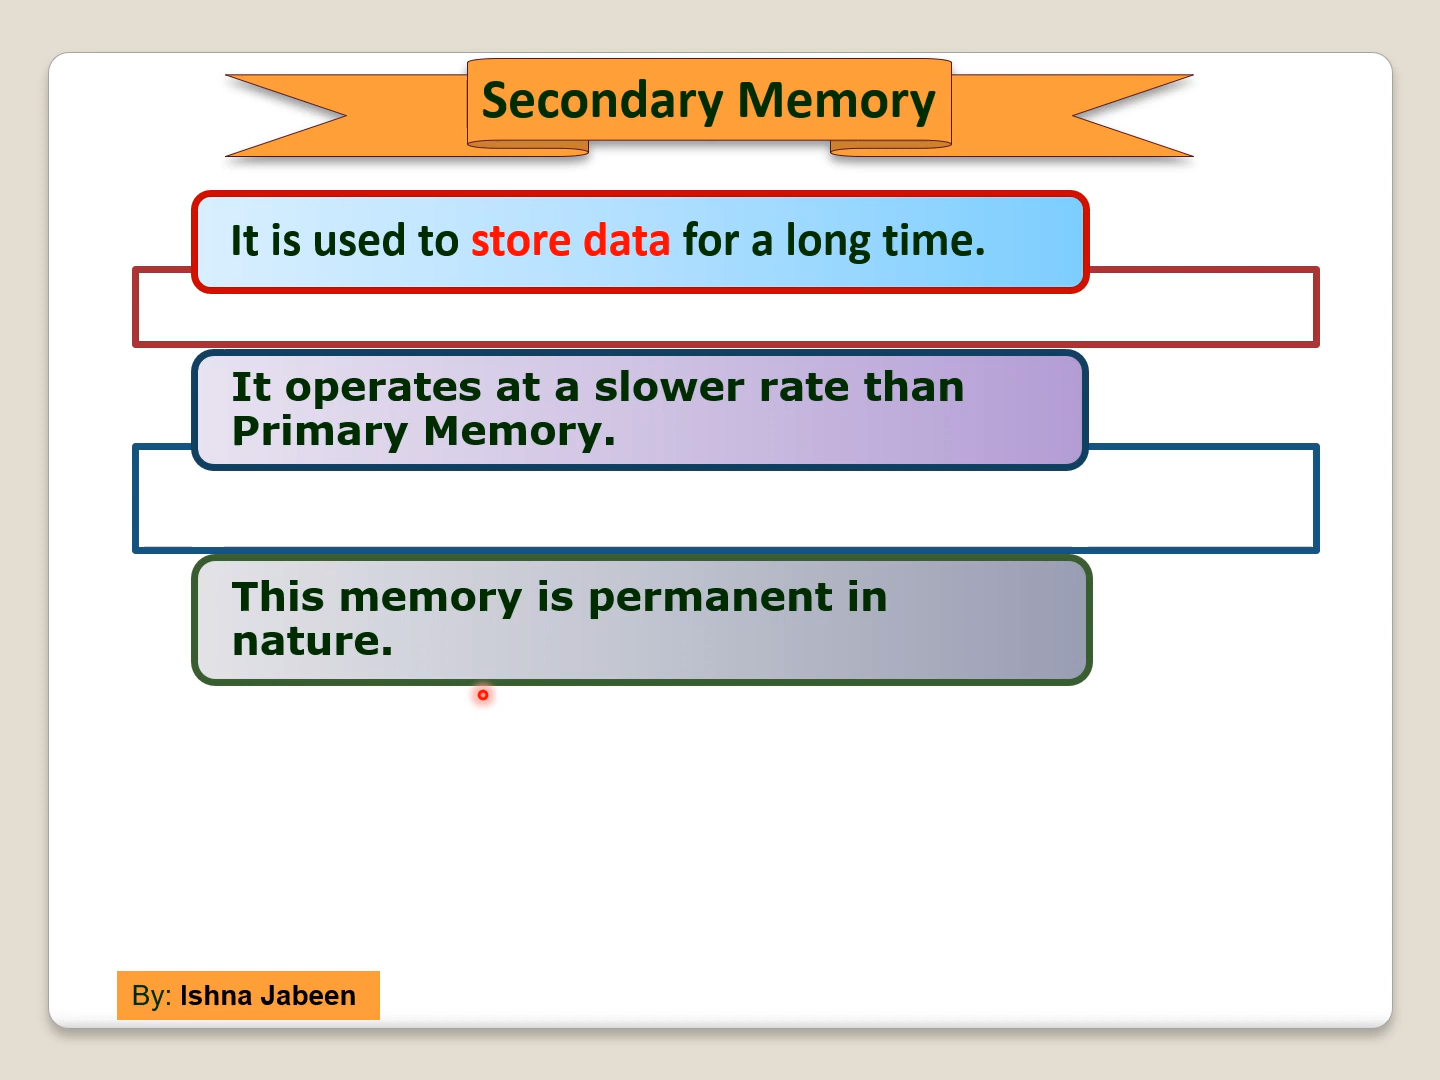 Secondary Memory
It is used to store data for a long time.
It operates at a slower rate than
Primary Memory.
This memory is permanent in
nature.
By: Ishna Jabeen